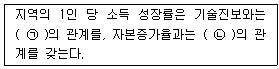 지역의 1인 당 소득 성장률은 기술진보와는
( ㉠ )의 관계를, 자본증가율과는 ( ㉡ )의 관
계를 갖는다.